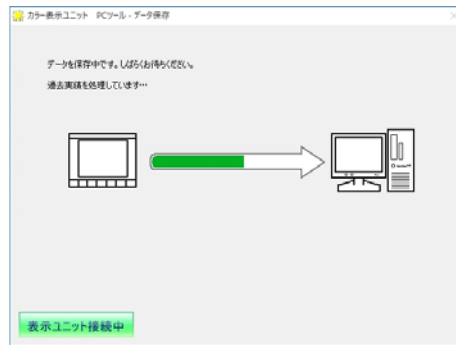 カラー表示ユニット PCツール - データ保存
データを保存中です。しばらくお待ちください。
過去実績を処理しています…
表示ユニット接続中